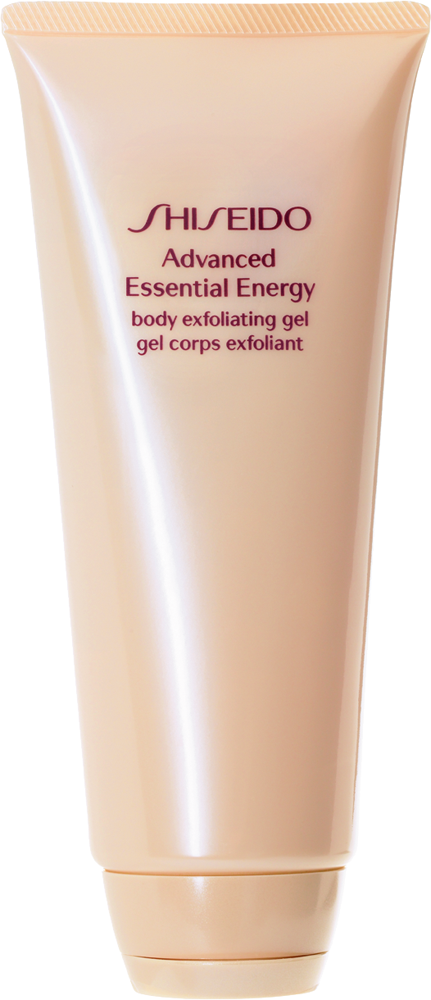 SHISEIDO
Advanced
Essential Energy
body exfoliating gel
gel corps exfoliant